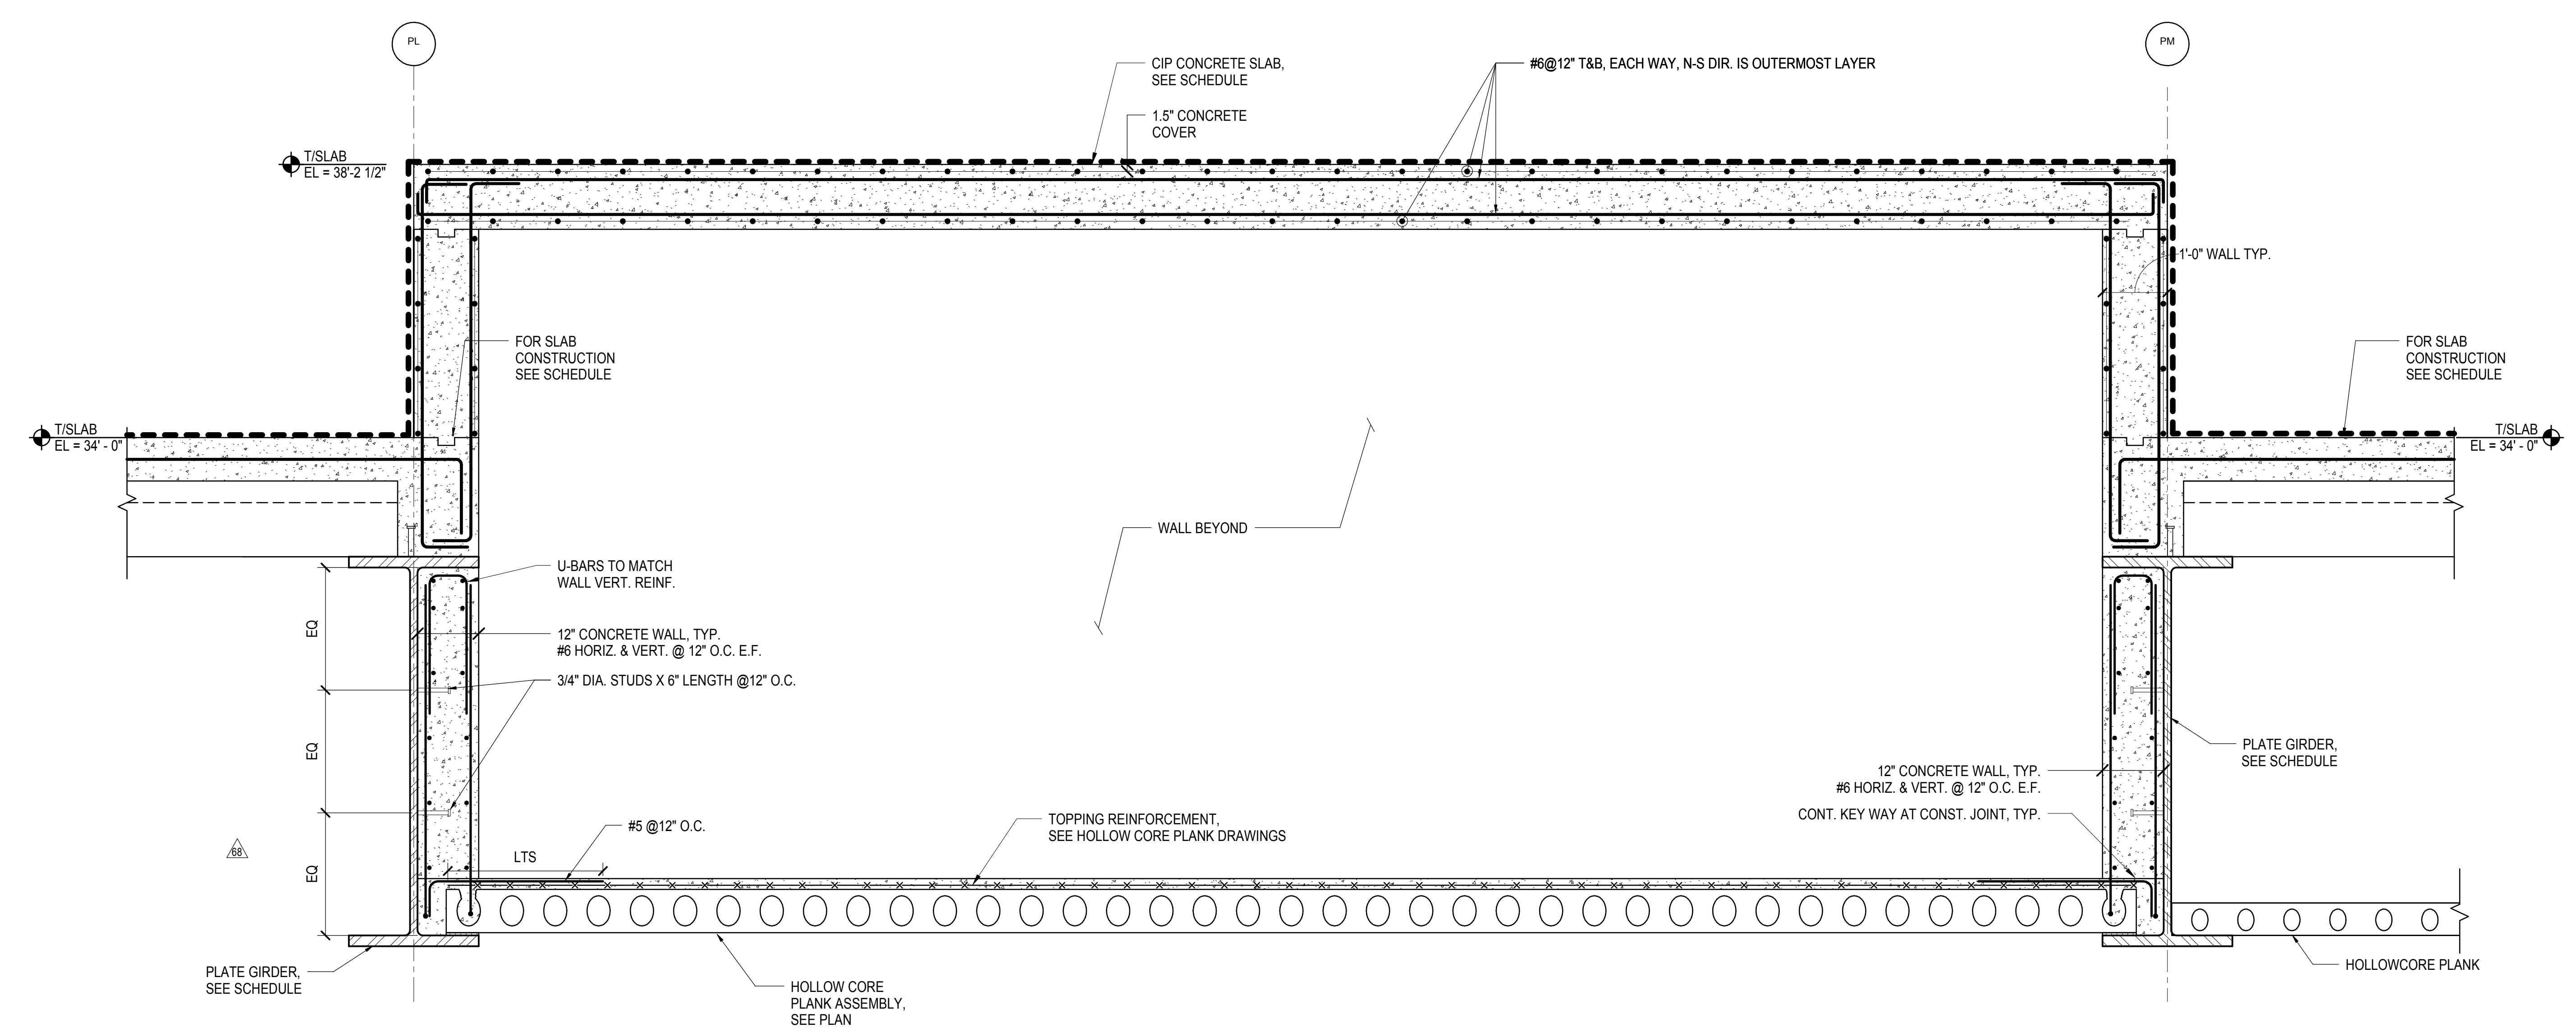 PL
PM
CIP CONCRETE SLAB,
SEE SCHEDULE
#6@12" T&B, EACH WAY, N-S DIR. IS OUTERMOST LAYER
1.5" CONCRETE
COVER
T/SLAB
EL = 38'-2 1/2"
1'-0" WALL TYP.
FOR SLAB
CONSTRUCTION
SEE SCHEDULE
FOR SLAB
CONSTRUCTION
SEE SCHEDULE
T/SLAB
EL = 34' - 0"
T/SLAB
EL = 34' - 0"
WALL BEYOND
U-BARS TO MATCH
WALL VERT. REINF.
EQ
12" CONCRETE WALL, TYP.
#6 HORIZ. & VERT. @ 12" O.C. E.F.
3/4" DIA. STUDS X 6" LENGTH @12" O.C.
EQ
PLATE GIRDER,
SEE SCHEDULE
12" CONCRETE WALL, TYP.
#6 HORIZ. & VERT. @ 12" O.C. E.F.
CONT. KEY WAY AT CONST. JOINT, TYP.
#5 @12" O.C.
TOPPING REINFORCEMENT,
SEE HOLLOW CORE PLANK DRAWINGS
68
LTS
EQ
PLATE GIRDER,
SEE SCHEDULE
HOLLOW CORE
PLANK ASSEMBLY,
SEE PLAN
HOLLOWCORE PLANK